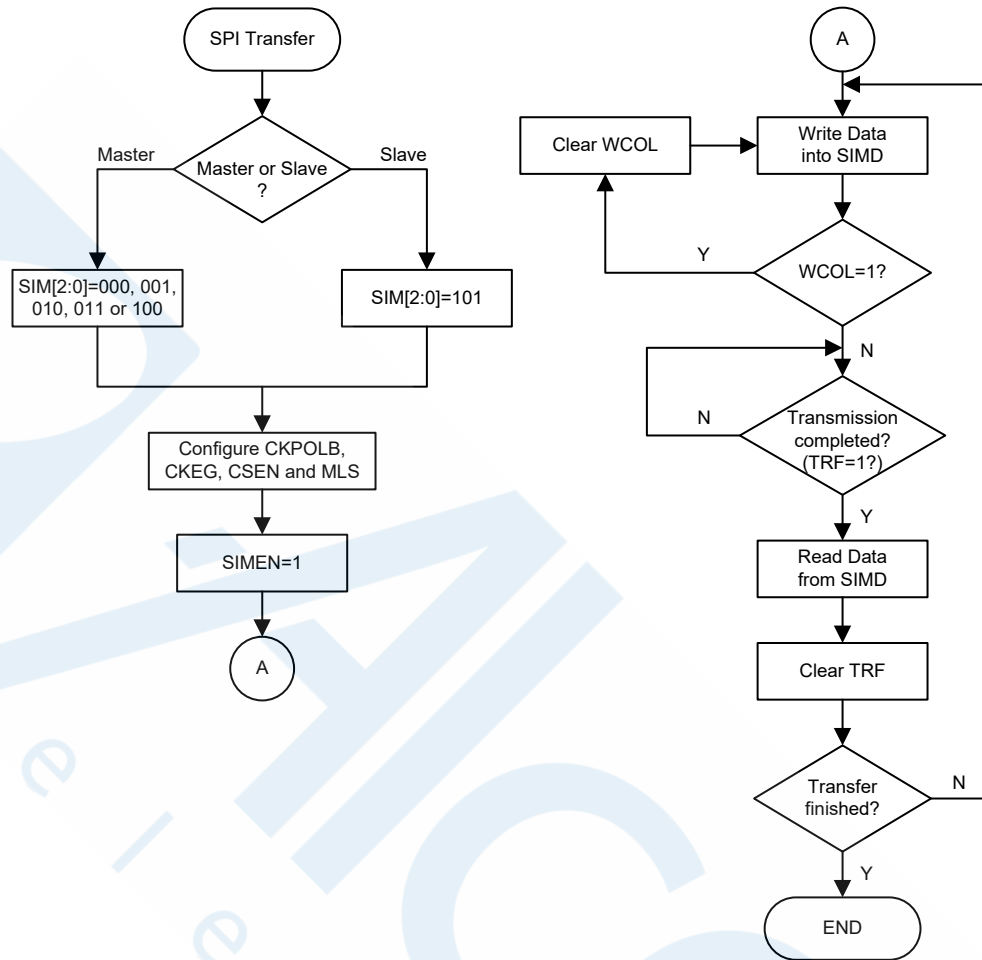 SPI Transfer
Master or Slave
?
Master
Slave
SIM[2:0]=000, 001,
010, 011 or 100
SIM[2:0]=101
Configure CKPOLB,
CKEG, CSEN and MLS
SIMEN=1
A
A
Write Data
into SIMD
Clear WCOL
WCOL=1?
Y
N
Transmission
completed?
(TRF=1?)
N
Y
Read Data
from SIMD
Clear TRF
Transfer
finished?
N
Y
END